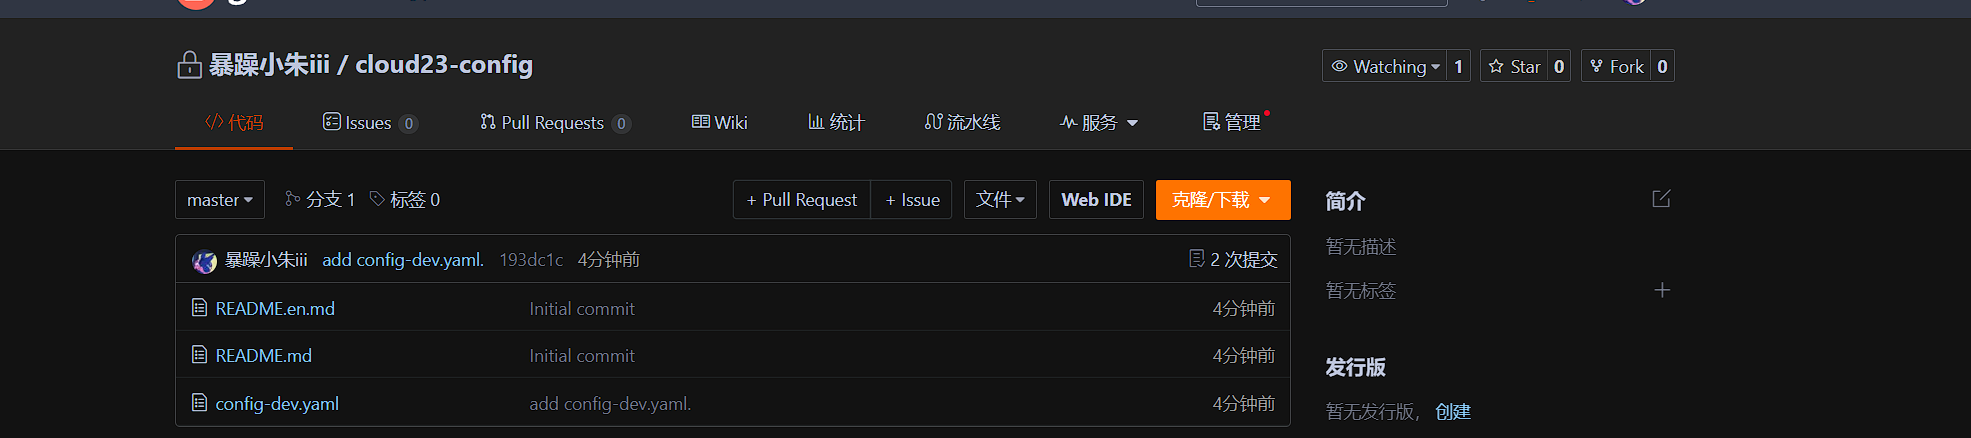 暴躁小朱iii / cloud23-config
Watching 1 Star 0 Fork 0
代码 Issues 0 Pull Requests 0 Wiki 统计 流水线 服务 管理
master 分支 1 标签 0 + Pull Request + Issue 文件 Web IDE 克隆/下载
暴躁小朱iii add config-dev.yaml. 193dc1c 4分钟前 2 次提交
README.en.md Initial commit 4分钟前
README.md Initial commit 4分钟前
config-dev.yaml add config-dev.yaml. 4分钟前
简介
暂无描述
暂无标签
发行版
暂无发行版， 创建